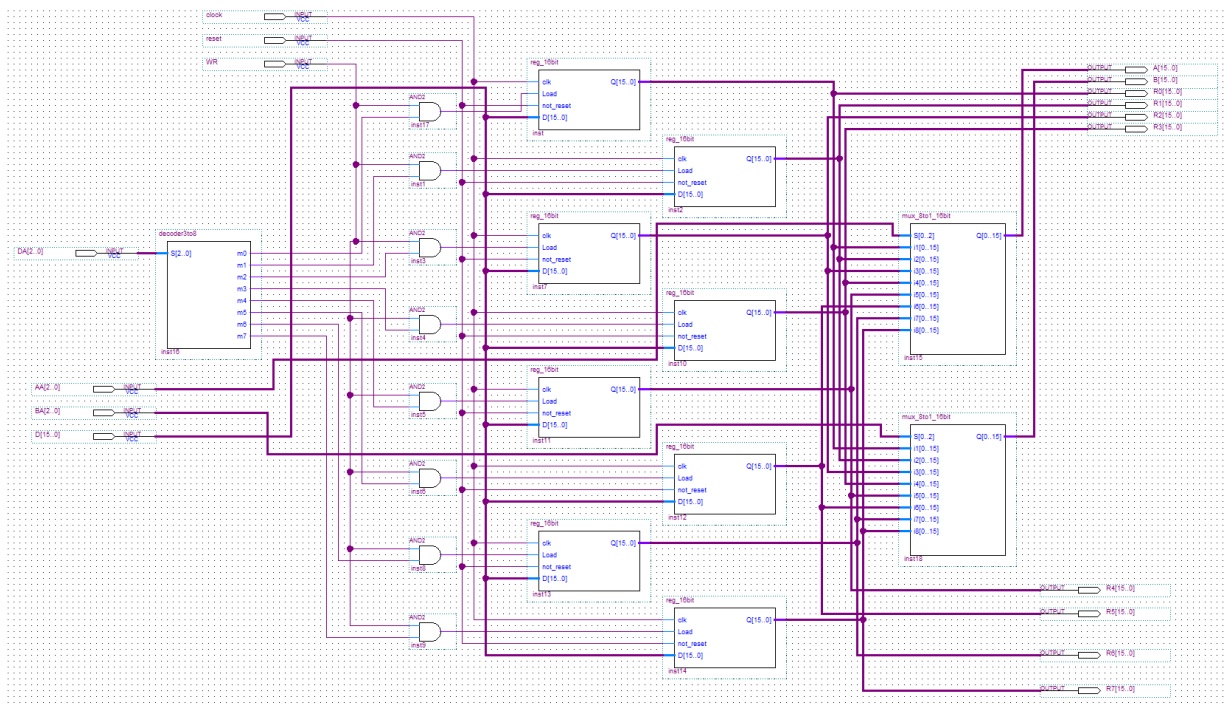 clock INPUT VCC
reset INPUT VCC
WR INPUT VCC
DA[2..0] INPUT VCC
AA[2..0] INPUT VCC
BA[2..0] INPUT VCC
D[15..0] INPUT VCC
decoder3to8
S[2..0]
m0
m1
m2
m3
m4
m5
m6
m7
inst16
AND2
inst17
AND2
inst1
AND2
inst3
AND2
inst4
AND2
inst5
AND2
inst6
AND2
inst8
AND2
inst9
reg_16bit
clk Q[15..0]
Load
not_reset
D[15..0]
inst
reg_16bit
clk Q[15..0]
Load
not_reset
D[15..0]
inst2
reg_16bit
clk Q[15..0]
Load
not_reset
D[15..0]
inst7
reg_16bit
clk Q[15..0]
Load
not_reset
D[15..0]
inst10
reg_16bit
clk Q[15..0]
Load
not_reset
D[15..0]
inst11
reg_16bit
clk Q[15..0]
Load
not_reset
D[15..0]
inst12
reg_16bit
clk Q[15..0]
Load
not_reset
D[15..0]
inst13
reg_16bit
clk Q[15..0]
Load
not_reset
D[15..0]
inst14
mux_8to1_16bit
S[0..2] Q[0..15]
i1[0..15]
i2[0..15]
i3[0..15]
i4[0..15]
i5[0..15]
i6[0..15]
i7[0..15]
i8[0..15]
inst15
mux_8to1_16bit
S[0..2] Q[0..15]
i1[0..15]
i2[0..15]
i3[0..15]
i4[0..15]
i5[0..15]
i6[0..15]
i7[0..15]
i8[0..15]
inst18
OUTPUT A[15..0]
OUTPUT B[15..0]
OUTPUT R0[15..0]
OUTPUT R1[15..0]
OUTPUT R2[15..0]
OUTPUT R3[15..0]
OUTPUT R4[15..0]
OUTPUT R5[15..0]
OUTPUT R6[15..0]
OUTPUT R7[15..0]